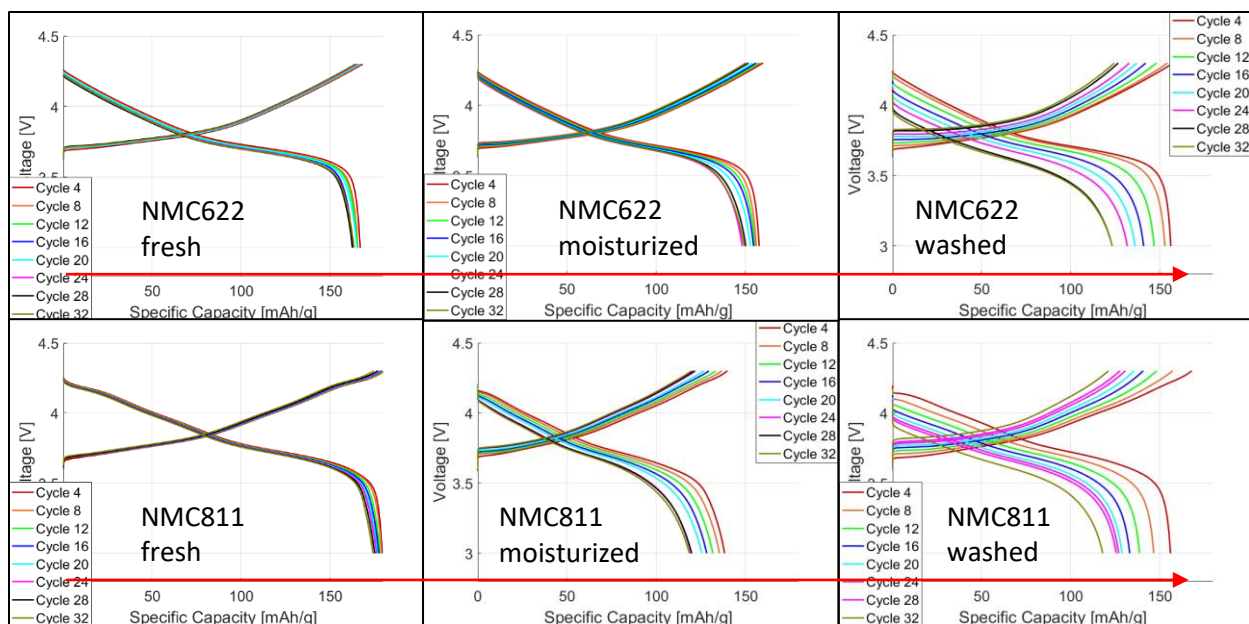 4.5
4
ltage [V]
Cycle 4
Cycle 8
Cycle 12
Cycle 16
Cycle 20
Cycle 24
Cycle 28
Cycle 32
NMC622
fresh
50 100 150
Specific Capacity [mAh/g]
4.5
4
ltage [V]
Cycle 4
Cycle 8
Cycle 12
Cycle 16
Cycle 20
Cycle 24
Cycle 28
Cycle 32
NMC622
moisturized
50 100 150
Specific Capacity [mAh/g]
4.5
4
3.5
3
Voltage [V]
Cycle 4
Cycle 8
Cycle 12
Cycle 16
Cycle 20
Cycle 24
Cycle 28
Cycle 32
NMC622
washed
0 50 100 150
Specific Capacity [mAh/g]
4.5
4
ltage [V]
Cycle 4
Cycle 8
Cycle 12
Cycle 16
Cycle 20
Cycle 24
Cycle 28
Cycle 32
NMC811
fresh
50 100 150
Specific Capacity [mAh/g]
4.5
4
3.5
3
Voltage [V]
Cycle 4
Cycle 8
Cycle 12
Cycle 16
Cycle 20
Cycle 24
Cycle 28
Cycle 32
NMC811
moisturized
0 50 100 150
Specific Capacity [mAh/g]
4.5
4
ltage [V]
Cycle 4
Cycle 8
Cycle 12
Cycle 16
Cycle 20
Cycle 24
Cycle 28
Cycle 32
NMC811
washed
50 100 150
Specific Capacity [mAh/g]